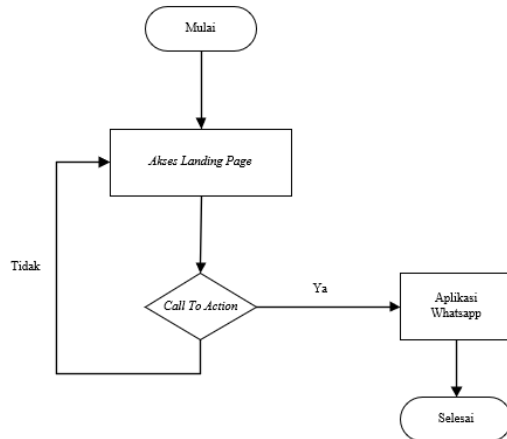 Mulai
Akses Landing Page
Tidak
Call To Action
Ya
Aplikasi
Whatsapp
Selesai